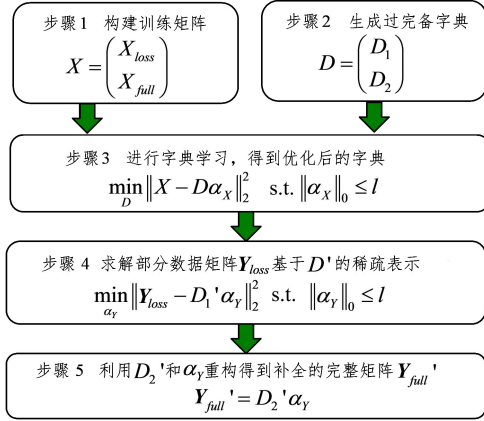 步骤1 构建训练矩阵
X = (X_loss
X_full)
步骤2 生成过完备字典
D = (D_1
D_2)
步骤3 进行字典学习，得到优化后的字典
min_D ‖X − Dα_X‖_2^2 s.t. ‖α_X‖_0 ≤ l
步骤 4 求解部分数据矩阵Y_loss基于D'的稀疏表示
min_{α_Y} ‖Y_loss − D_1'α_Y‖_2^2 s.t. ‖α_Y‖_0 ≤ l
步骤 5 利用D_2'和α_Y重构得到补全的完整矩阵Y_full'
Y_full' = D_2'α_Y